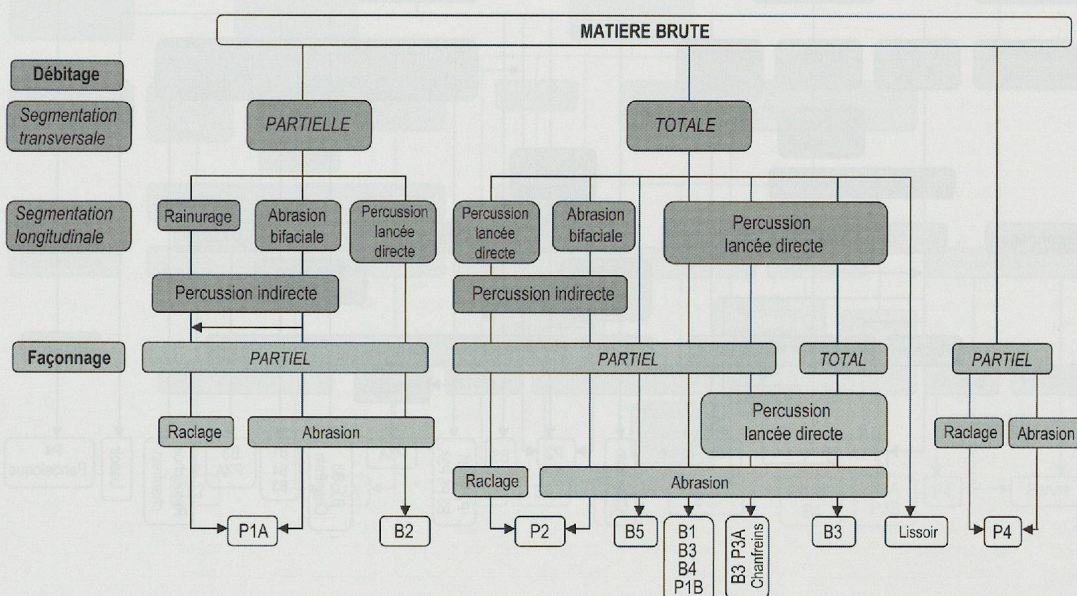 MATIERE BRUTE
Débitage
Segmentation
transversale
PARTIELLE
TOTALE
Segmentation
longitudinale
Rainurage
Abrasion
bifaciale
Percussion
lancée
directe
Percussion
lancée
directe
Abrasion
bifaciale
Percussion
lancée directe
Percussion indirecte
Percussion indirecte
Façonnage
PARTIEL
PARTIEL
TOTAL
PARTIEL
Percussion
lancée directe
Raclage
Abrasion
Raclage
Abrasion
Raclage
Abrasion
P1A
B2
P2
B5
B1
B3
B4
P1B
B3 P3A
Chanfreins
B3
Lissoir
P4